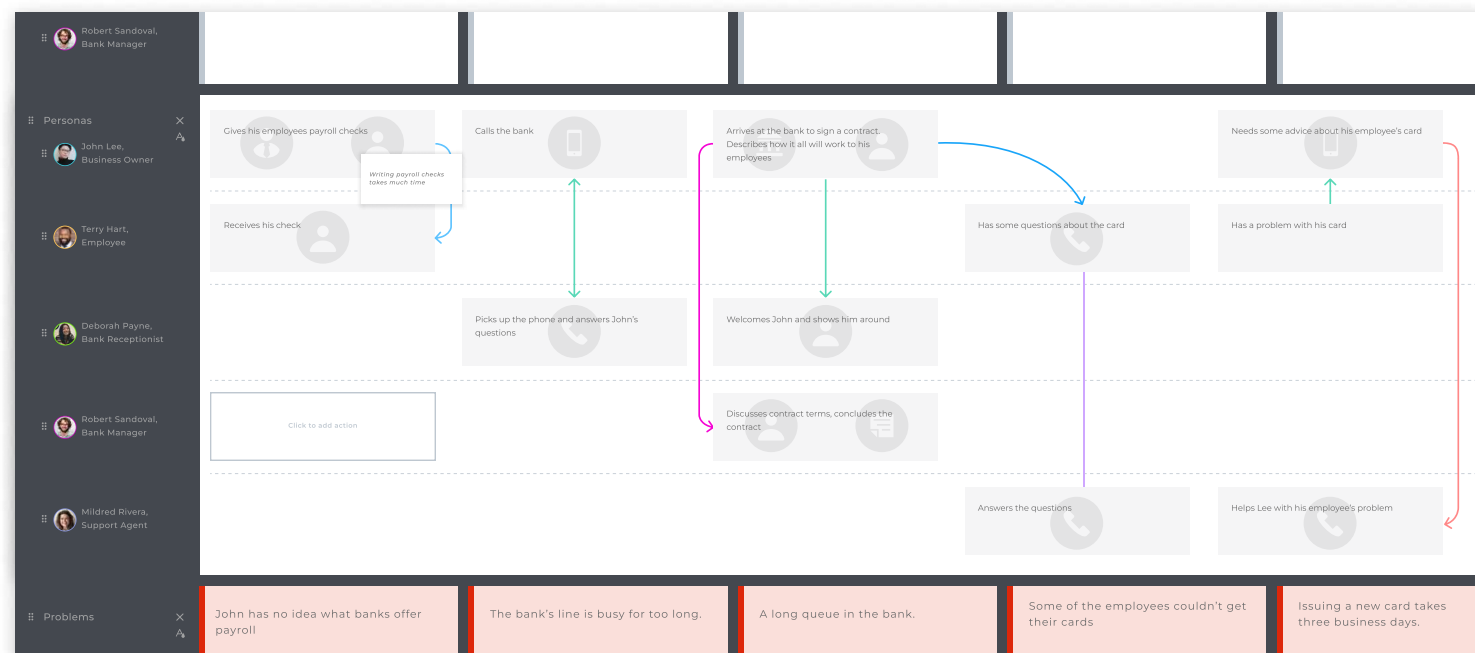 Robert Sandoval,
Bank Manager
Personas
John Lee,
Business Owner
Gives his employees payroll checks
Calls the bank
Arrives at the bank to sign a contract.
Describes how it all will work to his
employees
Needs some advice about his employee's card
Writing payroll checks
takes much time
Terry Hart,
Employee
Receives his check
Has some questions about the card
Has a problem with his card
Deborah Payne,
Bank Receptionist
Picks up the phone and answers John's
questions
Welcomes John and shows him around
Robert Sandoval,
Bank Manager
Click to add action
Discusses contract terms, concludes the
contract
Mildred Rivera,
Support Agent
Answers the questions
Helps Lee with his employee's problem
Problems
John has no idea what banks offer
payroll
The bank's line is busy for too long.
A long queue in the bank.
Some of the employees couldn't get
their cards
Issuing a new card takes
three business days.